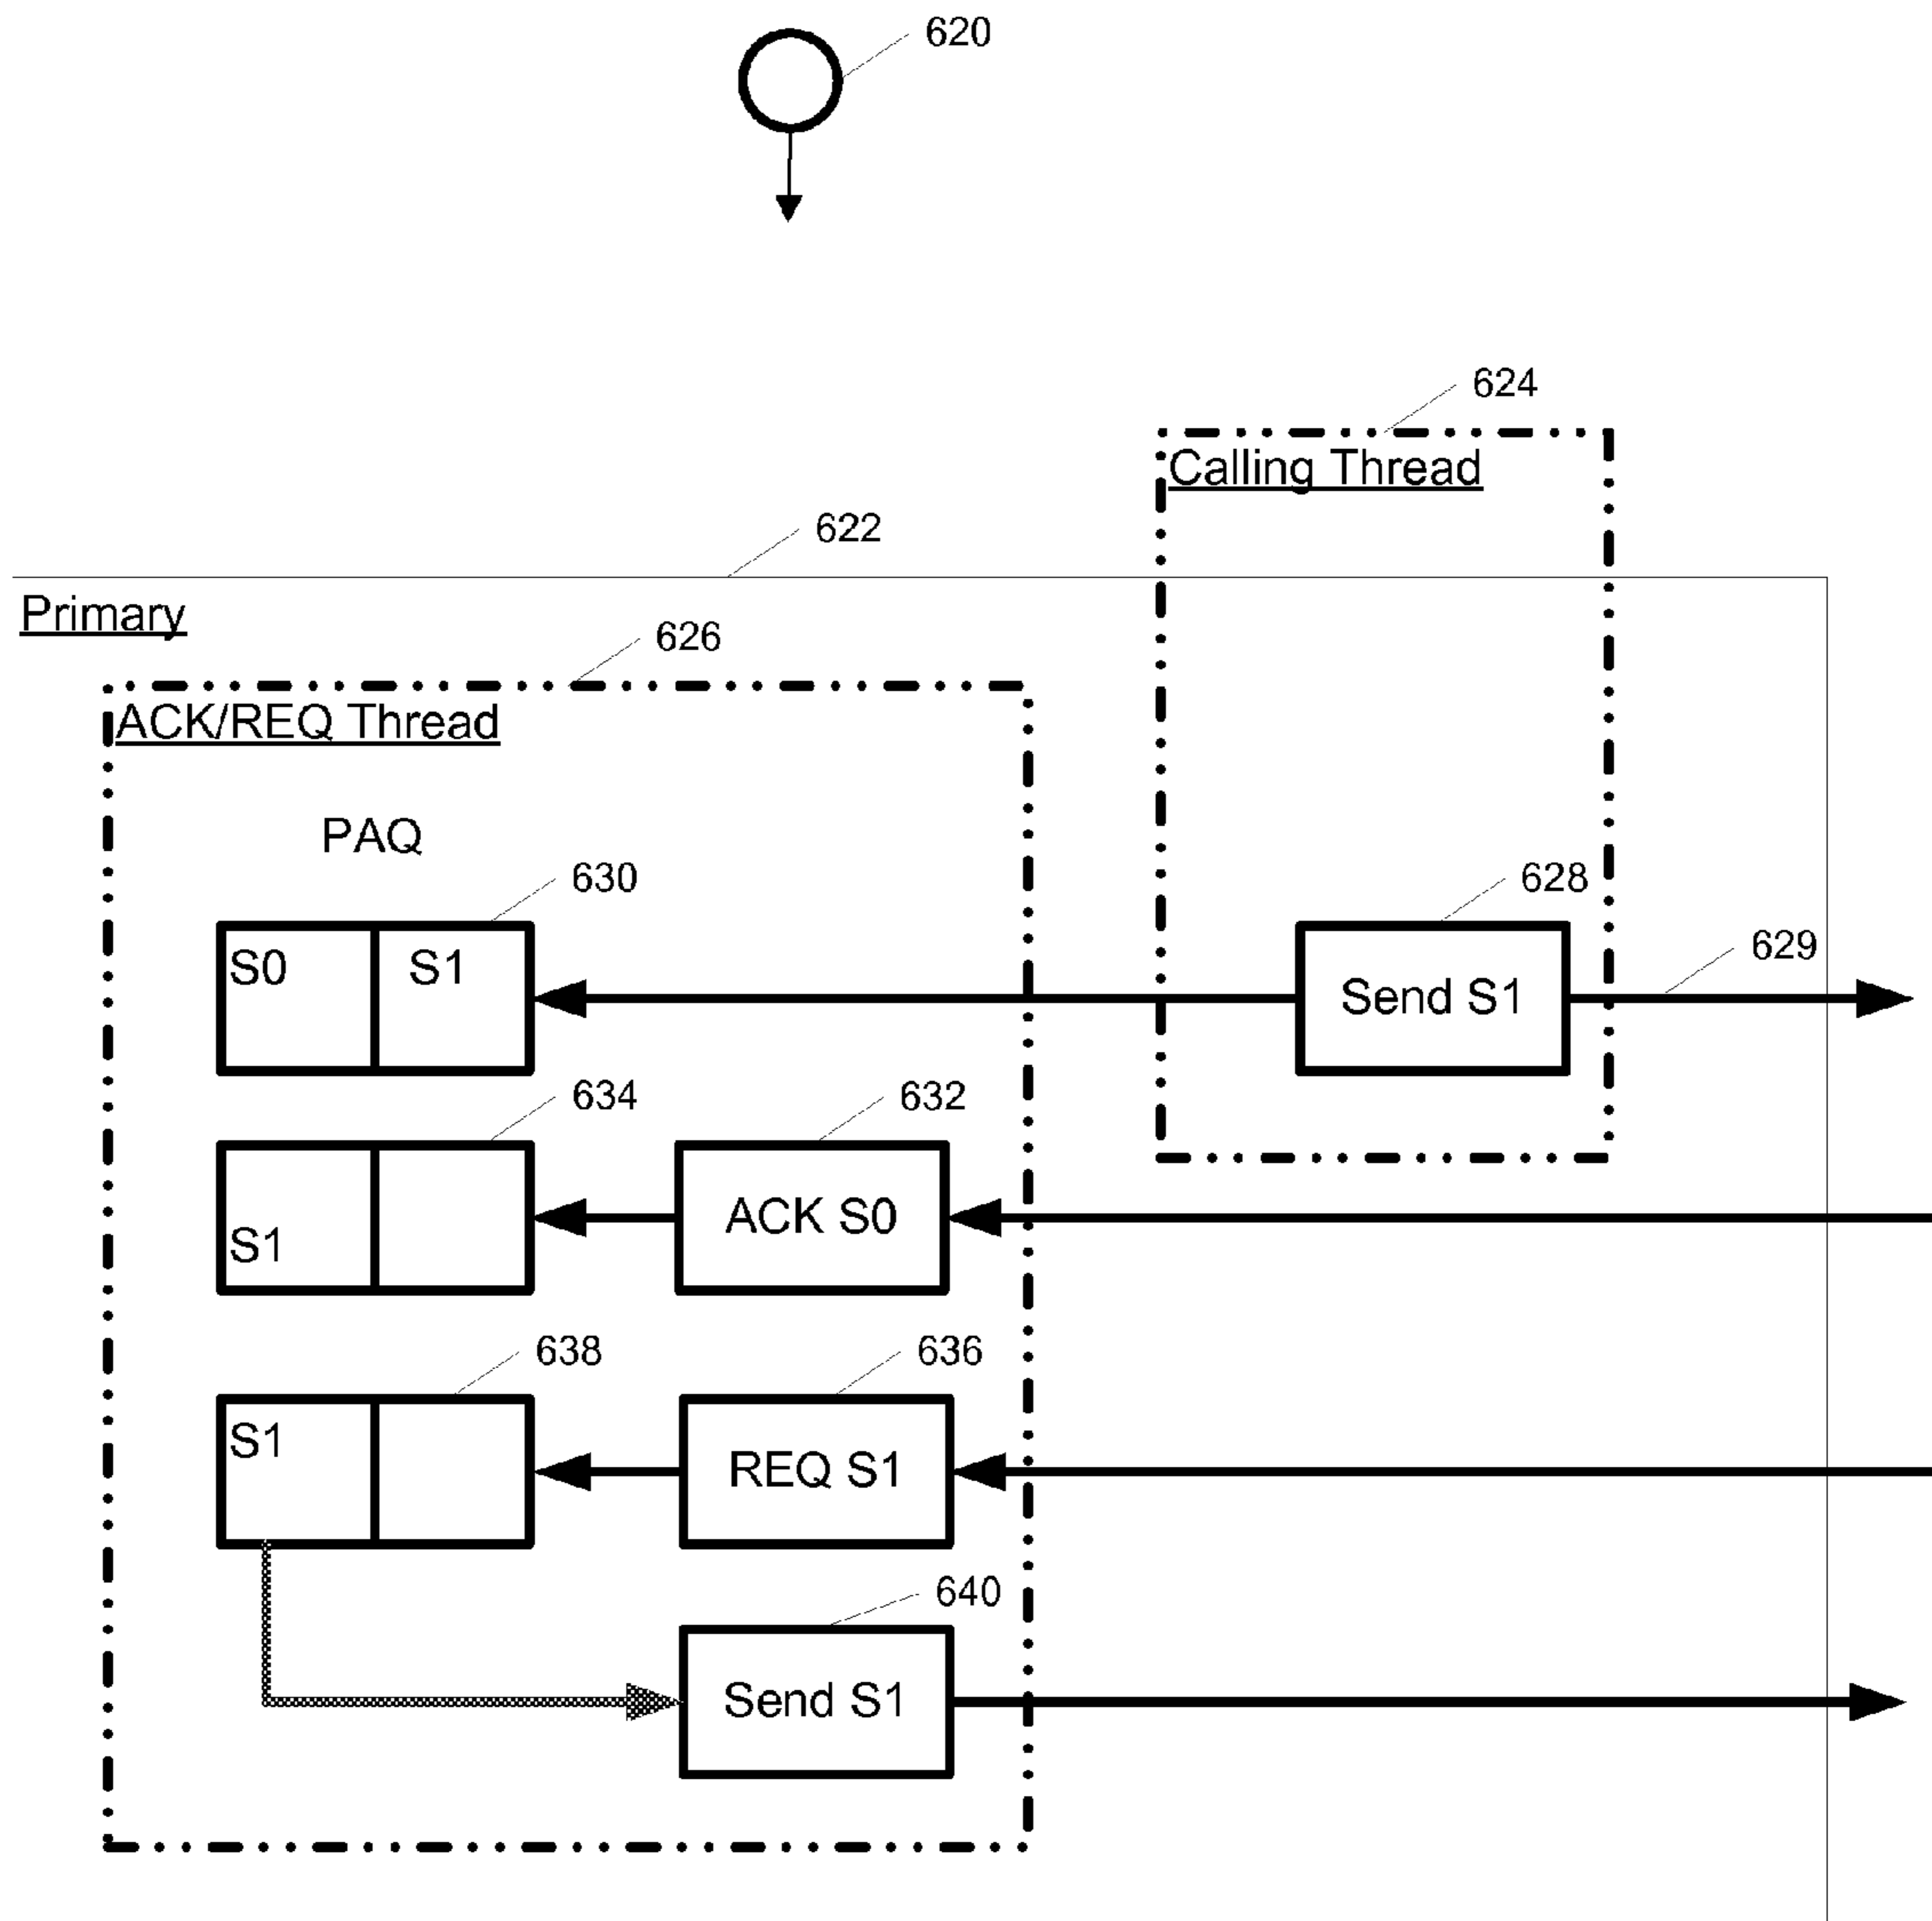 620
624
Calling Thread
622
Primary
626
ACK/REQ Thread
PAQ
630
628
S0 S1
629
Send S1
634
632
ACK S0
S1
638
636
S1
REQ S1
640
Send S1